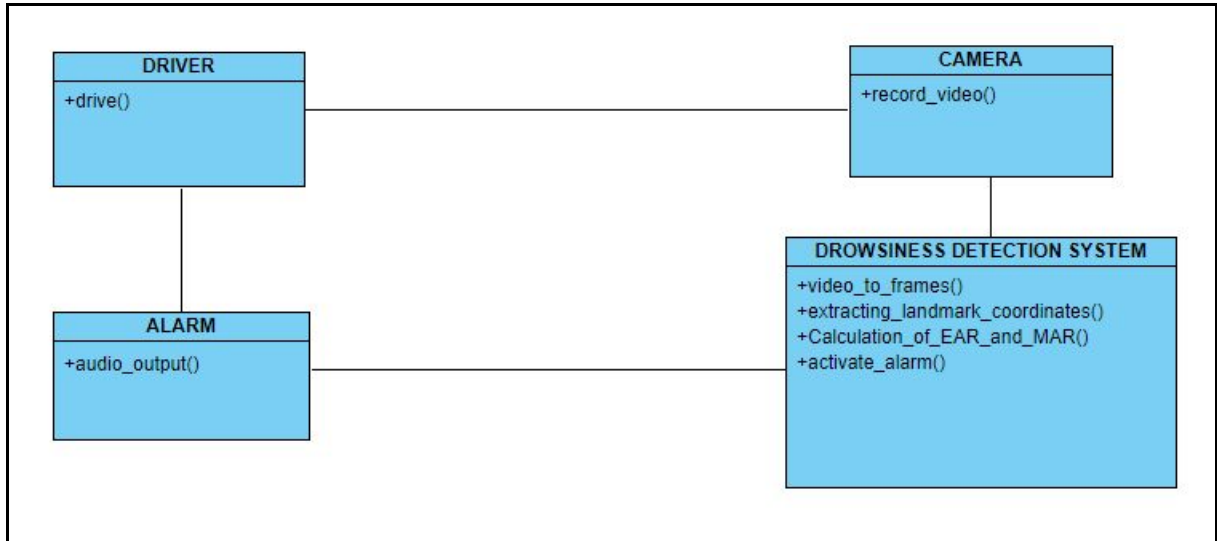 DRIVER
+drive()
CAMERA
+record_video()
ALARM
+audio_output()
DROWSINESS DETECTION SYSTEM
+video_to_frames()
+extracting_landmark_coordinates()
+Calculation_of_EAR_and_MAR()
+activate_alarm()